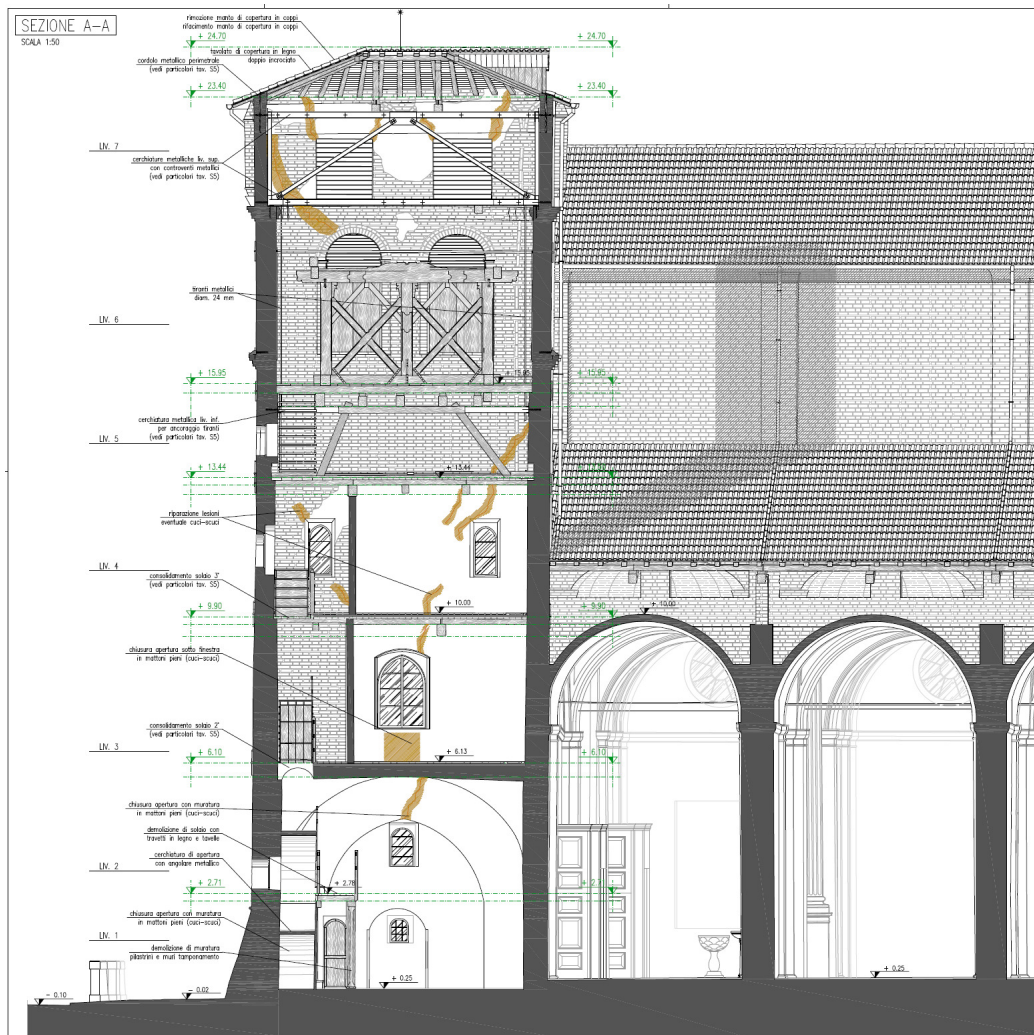 SEZIONE A-A
SCALA 1:50
rimozione manto di copertura in coppi
rifacimento manto di copertura in coppi
+ 24.70
+ 24.70
tavolato di copertura in legno
doppio incrociato
cordolo metallico perimetrale
(vedi particolari tav. S5)
+ 23.40
+ 23.40
LIV. 7
cerchiature metalliche liv. sup.
con controventi metallici
(vedi particolari tav. S5)
tiranti metallici
diam. 24 mm
LIV. 6
+ 15.95
+ 15.95
+ 15.95
cerchiatura metallica liv. inf.
per ancoraggio tiranti
(vedi particolari tav. S5)
LIV. 5
+ 13.44
+ 13.44
riparazione lesioni
eventuale cuci-scuci
LIV. 4
consolidamento solaio 3°
(vedi particolari tav. S5)
+ 9.90
+ 10.00
+ 9.90
+ 10.00
chiusura apertura sotto finestra
in mattoni pieni (cuci-scuci)
consolidamento solaio 2°
(vedi particolari tav. S5)
LIV. 3
+ 6.10
+ 6.13
+ 6.10
chiusura apertura con muratura
in mattoni pieni (cuci-scuci)
demolizione di solaio con
travetti in legno e tavelle
cerchiatura di apertura
con angolare metallico
LIV. 2
+ 2.71
+ 2.78
chiusura apertura con muratura
in mattoni pieni (cuci-scuci)
LIV. 1
demolizione di muratura
pilastrini e muri tamponamento
+ 0.25
+ 0.25
- 0.10
- 0.02